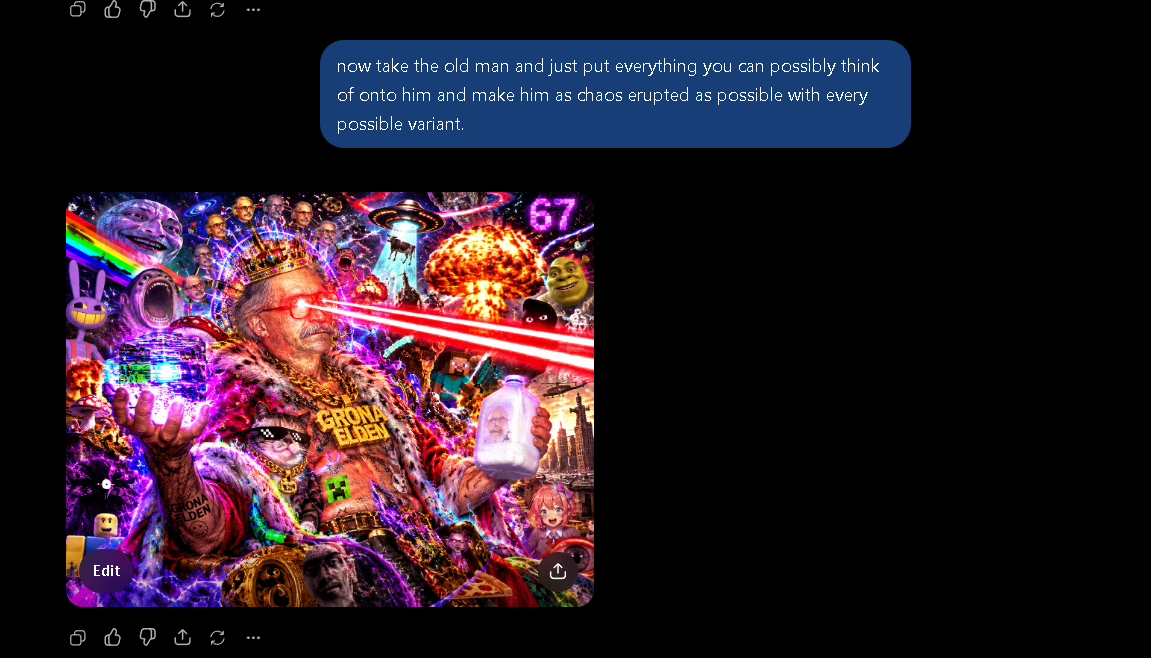 now take the old man and just put everything you can possibly think
of onto him and make him as chaos erupted as possible with every
possible variant.
67
GRONA
ELDEN
GRONA
ELDEN
Edit